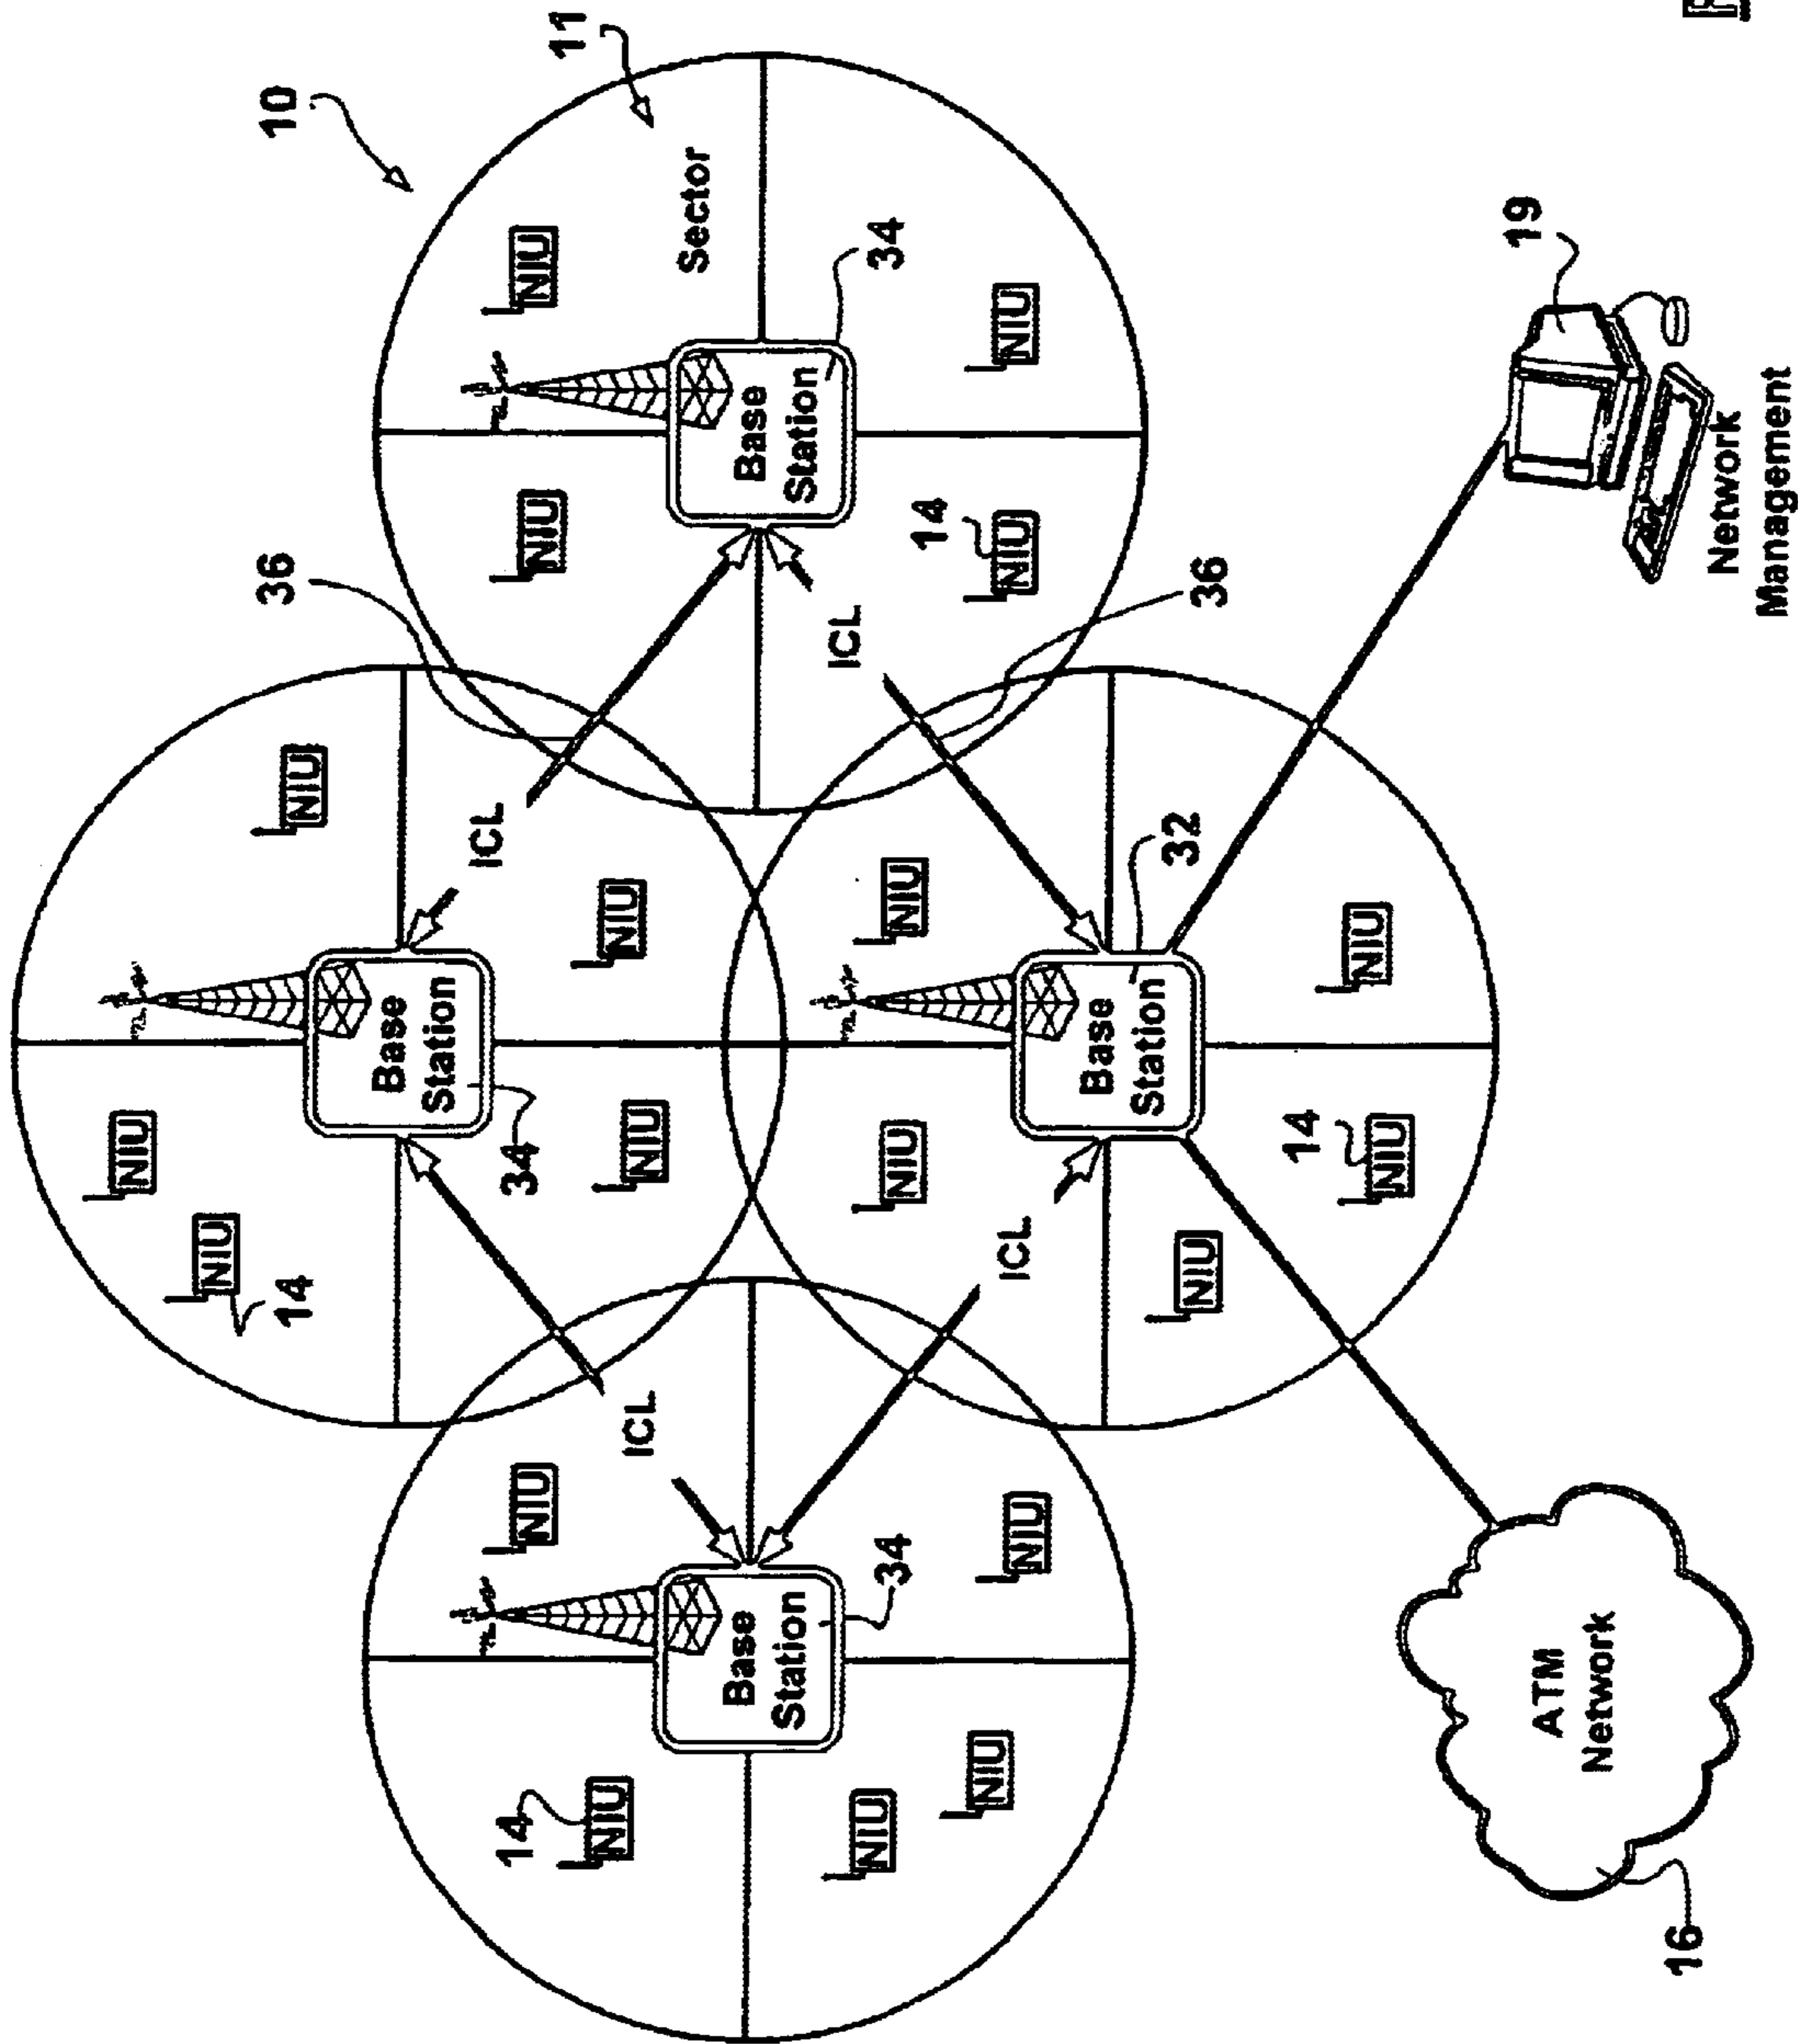 NIU
NIU
14
NIU
36
10
Base
Station
34
ICL
NIU
NIU
14
NIU
NIU
ICL
Base
Station
34
NIU
NIU
NIU
NIU
NIU
11
Sector
Base
Station
34
ICL
14
NIU
NIU
36
NIU
NIU
Base
Station
32
ICL
NIU
14
NIU
NIU
ATM
Network
16
19
Network
Management